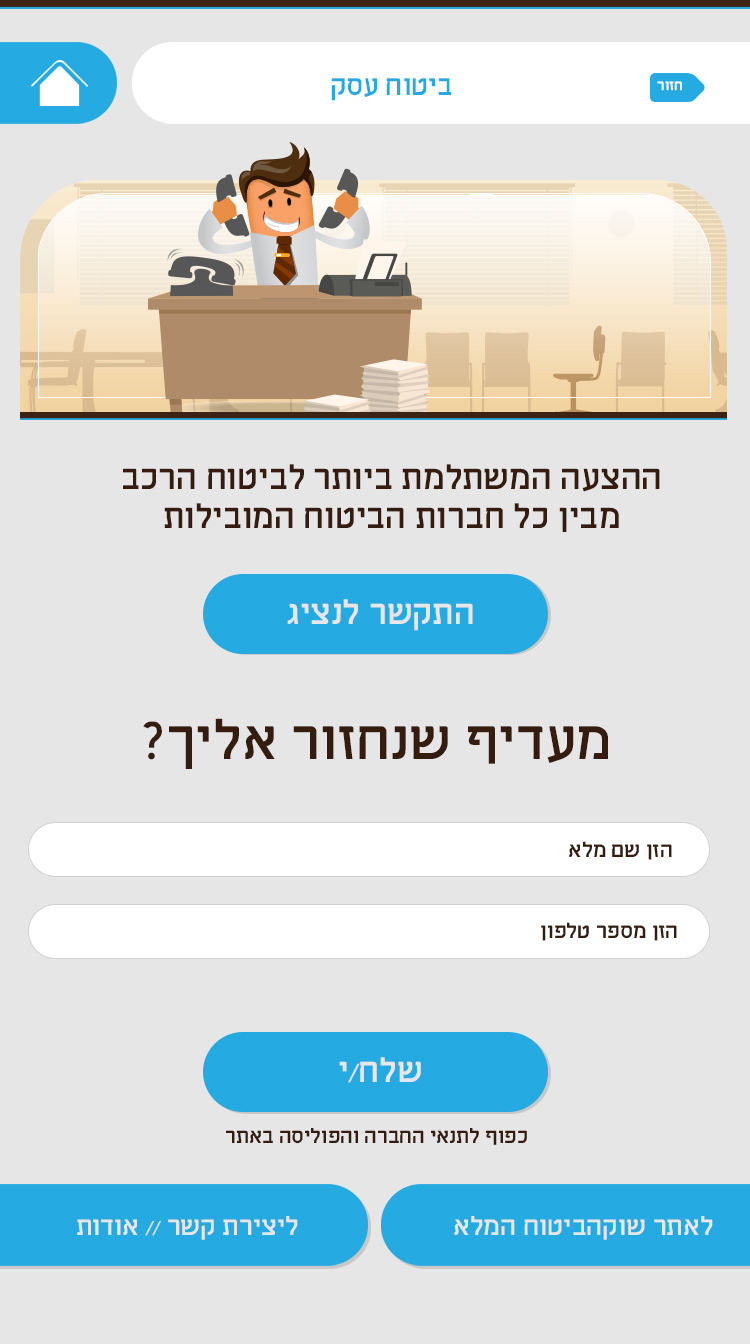 חזור
ביטוח עסק
ההצעה המשתלמת ביותר לביטוח הרכב
מבין כל חברות הביטוח המובילות
התקשר לנציג
מעדיף שנחזור אליך?
הזן שם מלא
הזן מספר טלפון
שלח/י
כפוף לתנאי החברה והפוליסה באתר
לאתר שוקהביטוח המלא
ליצירת קשר // אודות